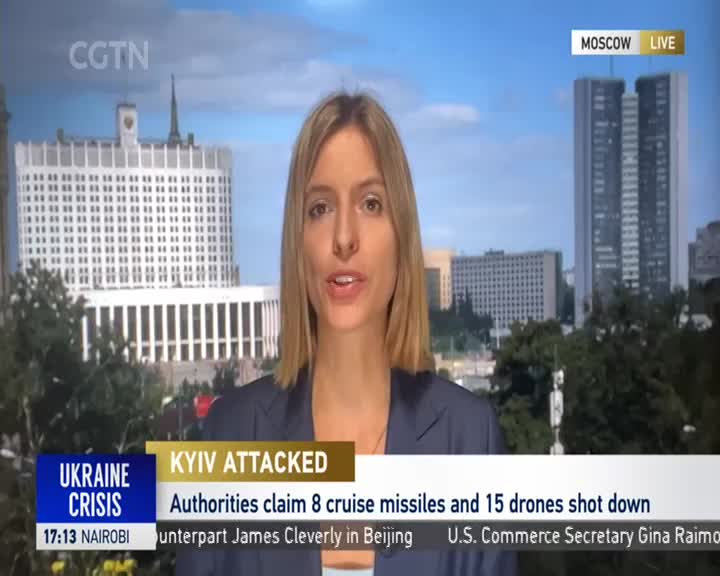 CGTN
MOSCOW LIVE
KYIV ATTACKED
UKRAINE
CRISIS
Authorities claim 8 cruise missiles and 15 drones shot down
17:13 NAIROBI
ounterpart James Cleverly in Beijing U.S. Commerce Secretary Gina Raimo